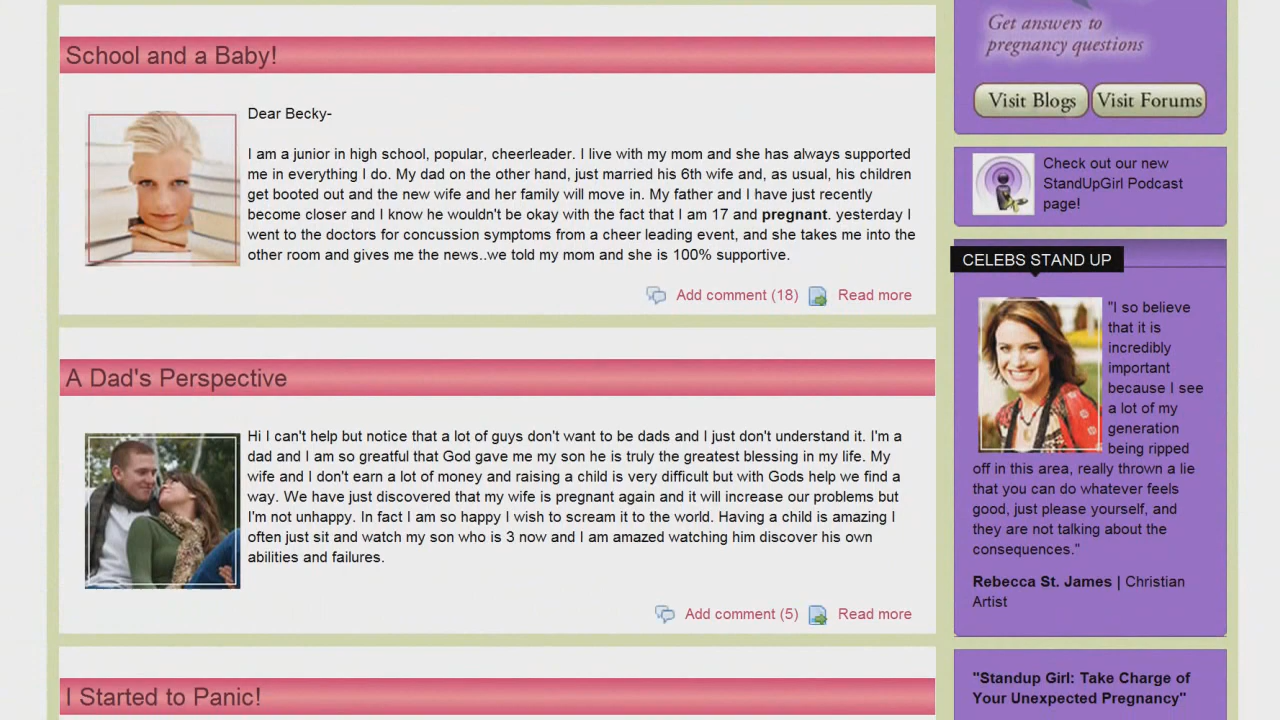 School and a Baby!
Dear Becky-
I am a junior in high school, popular, cheerleader. I live with my mom and she has always supported
me in everything I do. My dad on the other hand, just married his 6th wife and, as usual, his children
get booted out and the new wife and her family will move in. My father and I have just recently
become closer and I know he wouldn't be okay with the fact that I am 17 and pregnant. yesterday I
went to the doctors for concussion symptoms from a cheer leading event, and she takes me into the
other room and gives me the news..we told my mom and she is 100% supportive.
Add comment (18) Read more
A Dad's Perspective
Hi I can't help but notice that a lot of guys don't want to be dads and I just don't understand it. I'm a
dad and I am so greatful that God gave me my son he is truly the greatest blessing in my life. My
wife and I don't earn a lot of money and raising a child is very difficult but with Gods help we find a
way. We have just discovered that my wife is pregnant again and it will increase our problems but
I'm not unhappy. In fact I am so happy I wish to scream it to the world. Having a child is amazing I
often just sit and watch my son who is 3 now and I am amazed watching him discover his own
abilities and failures.
Add comment (5) Read more
I Started to Panic!
Get answers to
pregnancy questions
Visit Blogs Visit Forums
Check out our new
StandUpGirl Podcast
page!
CELEBS STAND UP
"I so believe
that it is
incredibly
important
because I see
a lot of my
generation
being ripped
off in this area, really thrown a lie
that you can do whatever feels
good, just please yourself, and
they are not talking about the
consequences."
Rebecca St. James | Christian
Artist
"Standup Girl: Take Charge of
Your Unexpected Pregnancy"